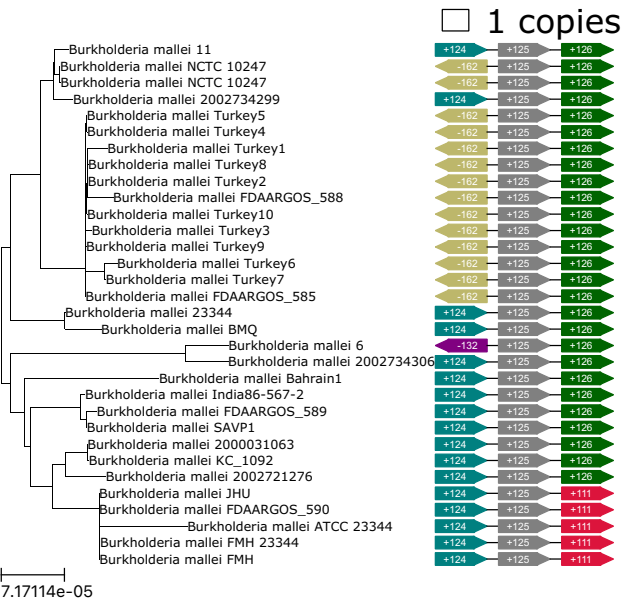 1 copies
Burkholderia mallei 11 +124 +125 +126
Burkholderia mallei NCTC 10247 -162 +125 +126
Burkholderia mallei NCTC 10247 -162 +125 +126
Burkholderia mallei 2002734299 +124 +125 +126
Burkholderia mallei Turkey5 -162 +125 +126
Burkholderia mallei Turkey4 -162 +125 +126
Burkholderia mallei Turkey1 -162 +125 +126
Burkholderia mallei Turkey8 -162 +125 +126
Burkholderia mallei Turkey2 -162 +125 +126
Burkholderia mallei FDAARGOS_588 -162 +125 +126
Burkholderia mallei Turkey10 -162 +125 +126
Burkholderia mallei Turkey3 -162 +125 +126
Burkholderia mallei Turkey9 -162 +125 +126
Burkholderia mallei Turkey6 -162 +125 +126
Burkholderia mallei Turkey7 -162 +125 +126
Burkholderia mallei FDAARGOS_585 -162 +125 +126
Burkholderia mallei 23344 +124 +125 +126
Burkholderia mallei BMQ +124 +125 +126
Burkholderia mallei 6 -132 +125 +126
Burkholderia mallei 2002734306 +124 +125 +126
Burkholderia mallei Bahrain1 +124 +125 +126
Burkholderia mallei India86-567-2 +124 +125 +126
Burkholderia mallei FDAARGOS_589 +124 +125 +126
Burkholderia mallei SAVP1 +124 +125 +126
Burkholderia mallei 2000031063 +124 +125 +126
Burkholderia mallei KC_1092 +124 +125 +126
Burkholderia mallei 2002721276 +124 +125 +126
Burkholderia mallei JHU +124 +125 +111
Burkholderia mallei FDAARGOS_590 +124 +125 +111
Burkholderia mallei ATCC 23344 +124 +125 +111
Burkholderia mallei FMH 23344 +124 +125 +111
Burkholderia mallei FMH +124 +125 +111
7.17114e-05